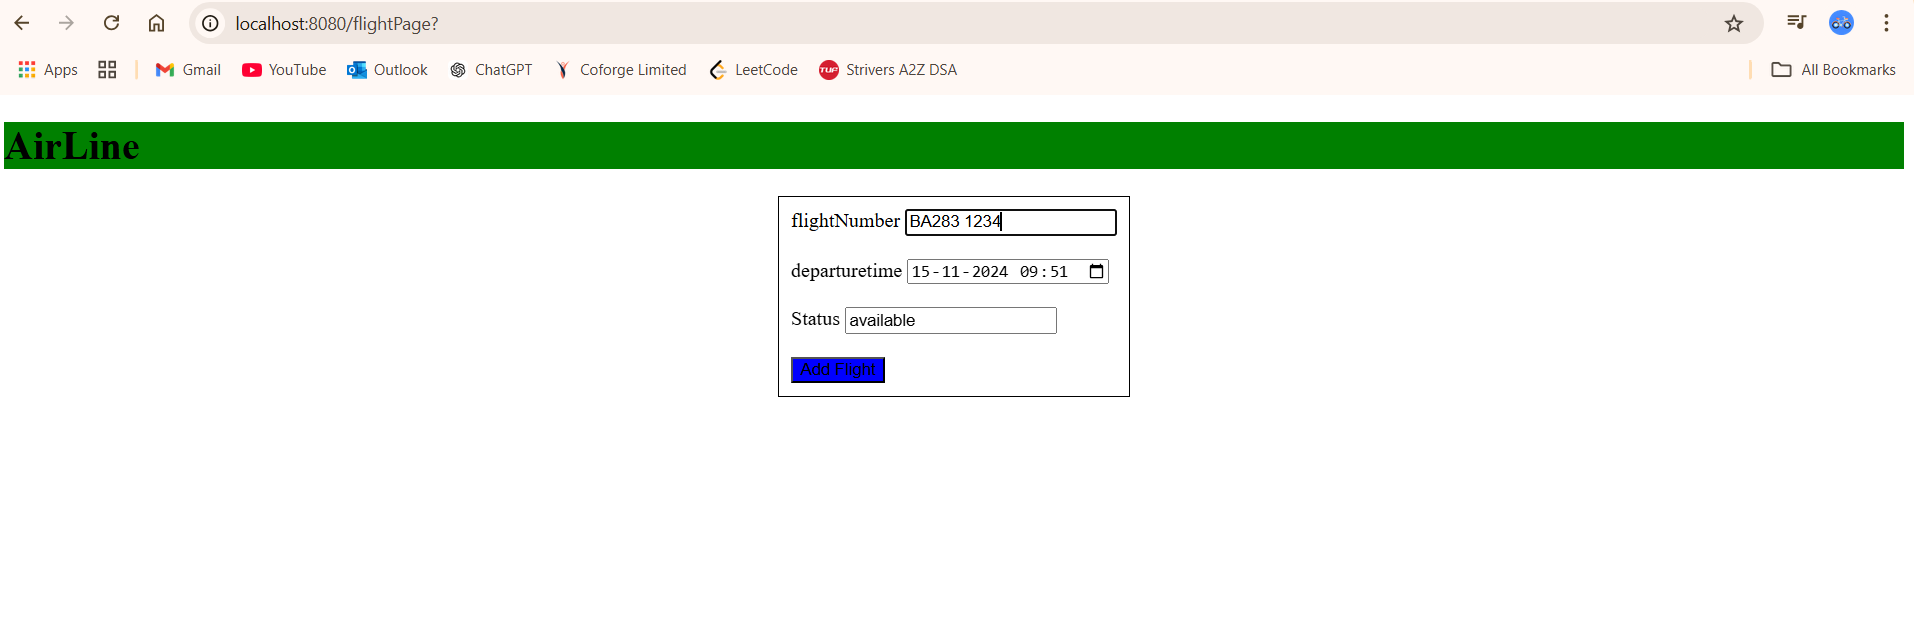 localhost:8080/flightPage?
Apps Gmail YouTube Outlook ChatGPT Coforge Limited LeetCode TUF Strivers A2Z DSA All Bookmarks
AirLine
flightNumber BA283 1234
departuretime 15-11-2024 09:51
Status available
Add Flight